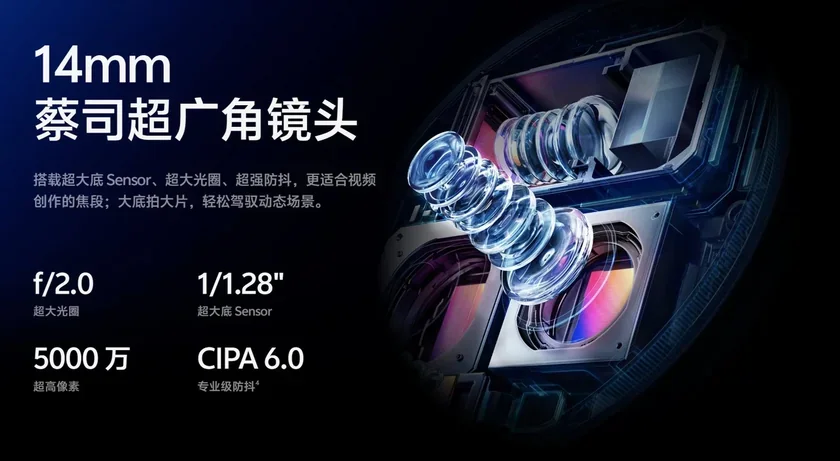 14mm
蔡司超广角镜头
搭载超大底 Sensor、超大光圈、超强防抖，更适合视频
创作的焦段；大底拍大片，轻松驾驭动态场景。
f/2.0
超大光圈
1/1.28"
超大底 Sensor
5000 万
超高像素
CIPA 6.0
专业级防抖⁴